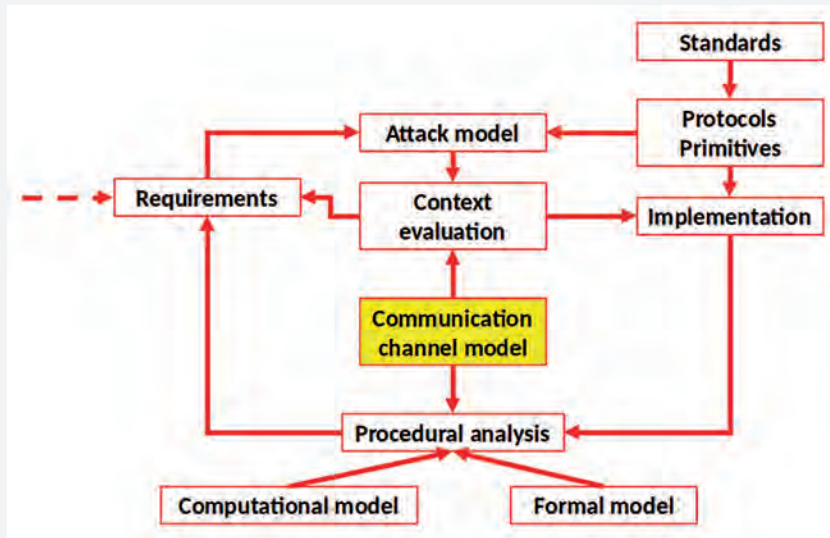 Standards
Attack model
Protocols
Primitives
Requirements
Context
evaluation
Implementation
Communication
channel model
Procedural analysis
Computational model
Formal model